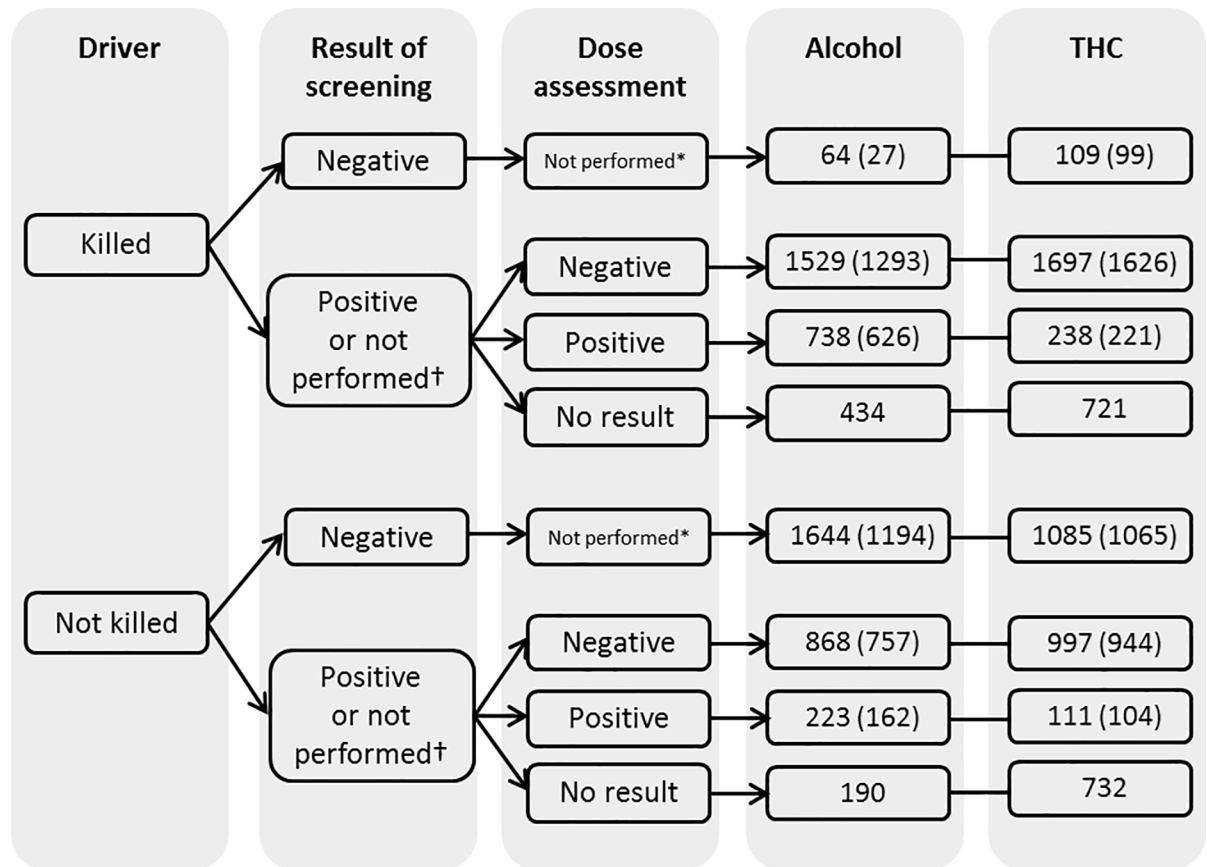 Driver
Result of
screening
Dose
assessment
Alcohol
THC
Killed
Negative
Not performed*
64 (27)
109 (99)
Positive
or not
performed†
Negative
1529 (1293)
1697 (1626)
Positive
738 (626)
238 (221)
No result
434
721
Not killed
Negative
Not performed*
1644 (1194)
1085 (1065)
Positive
or not
performed†
Negative
868 (757)
997 (944)
Positive
223 (162)
111 (104)
No result
190
732